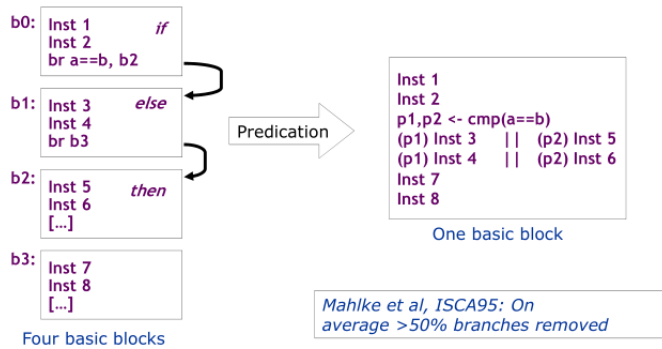 b0:
Inst 1 if
Inst 2
br a==b, b2
b1:
Inst 3 else
Inst 4
br b3
b2:
Inst 5 then
Inst 6
[...]
b3:
Inst 7
Inst 8
[...]
Four basic blocks
Predication
Inst 1
Inst 2
p1,p2 <- cmp(a==b)
(p1) Inst 3 || (p2) Inst 5
(p1) Inst 4 || (p2) Inst 6
Inst 7
Inst 8
One basic block
Mahlke et al, ISCA95: On
average >50% branches removed